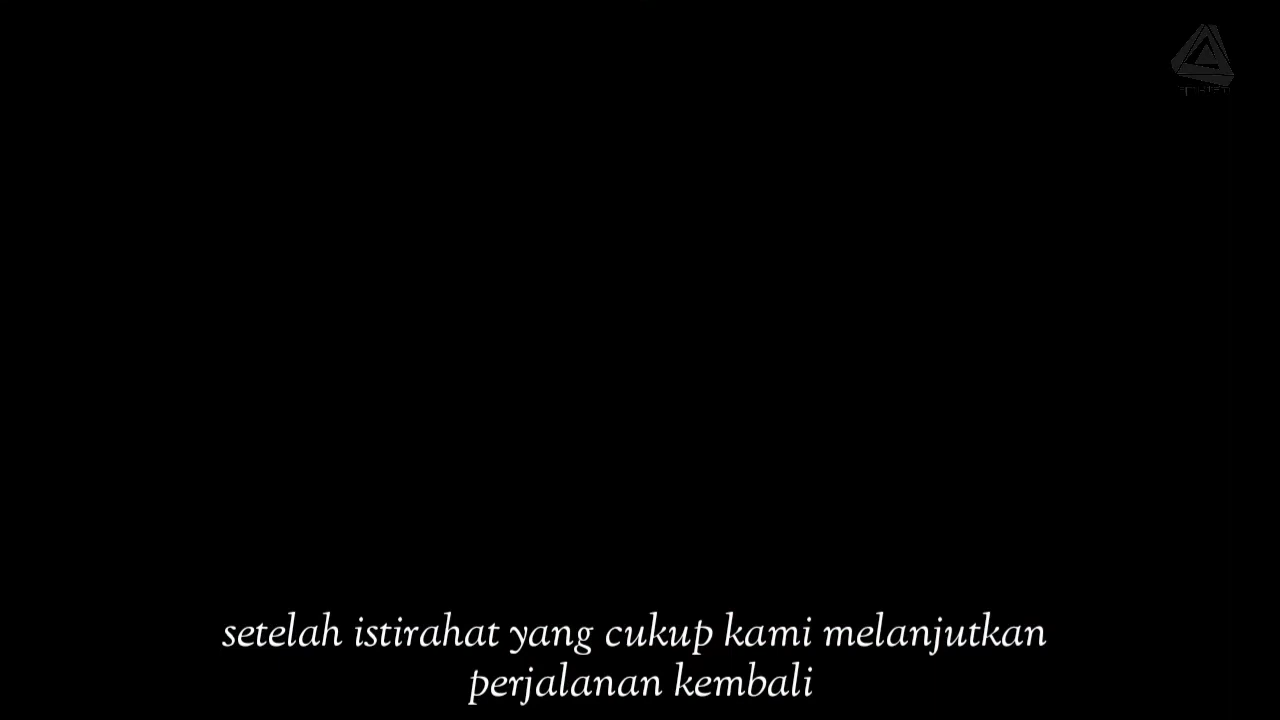 setelah istirahat yang cukup kami melanjutkan
perjalanan kembali